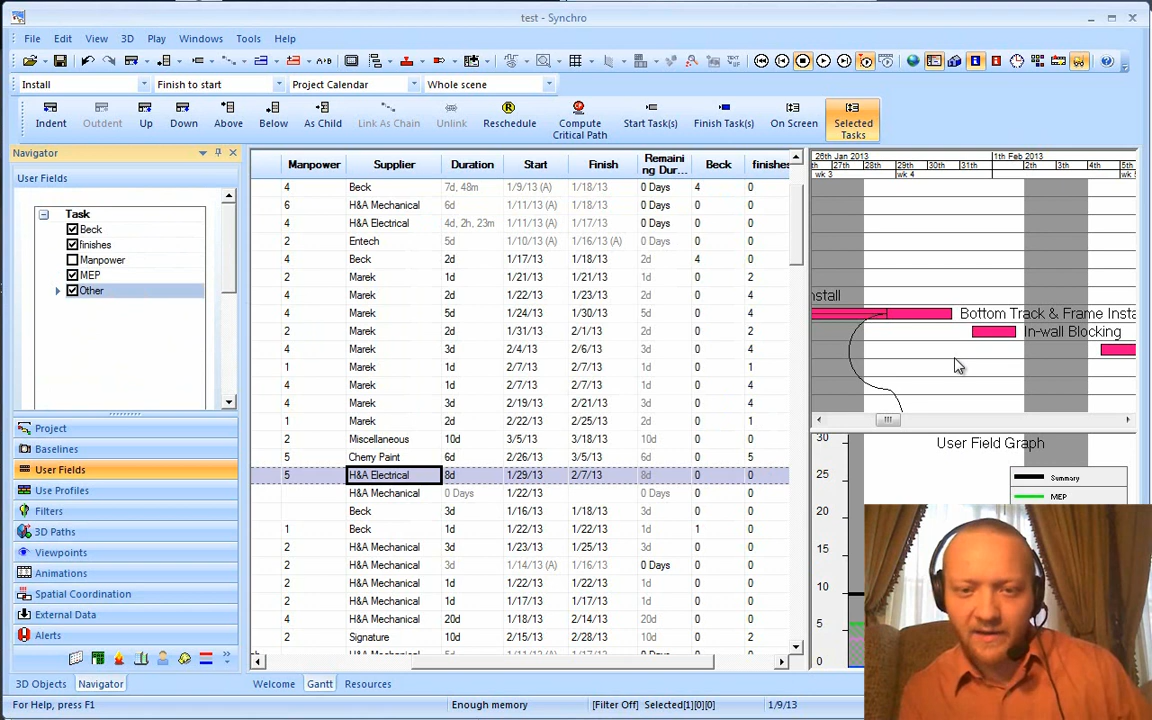 test - Synchro
File Edit View 3D Play Windows Tools Help
Install Finish to start Project Calendar Whole scene
Indent Outdent Up Down Above Below As Child Link As Chain Unlink Reschedule Compute Critical Path Start Task(s) Finish Task(s) On Screen Selected Tasks
Navigator
User Fields
Task
Beck
finishes
Manpower
MEP
Other
Project
Baselines
User Fields
Use Profiles
Filters
3D Paths
Viewpoints
Animations
Spatial Coordination
External Data
Alerts
3D Objects Navigator
Manpower Supplier Duration Start Finish Remaini ng Dur... Beck finishes
4 Beck 7d, 48m 1/9/13 (A) 1/18/13 0 Days 4 0
6 H&A Mechanical 6d 1/11/13 (A) 1/18/13 0 Days 0 0
4 H&A Electrical 4d, 2h, 23m 1/11/13 (A) 1/17/13 0 Days 0 0
2 Entech 5d 1/10/13 (A) 1/16/13 (A) 0 Days 0 0
4 Beck 2d 1/17/13 1/18/13 2d 4 0
2 Marek 1d 1/21/13 1/21/13 1d 0 2
4 Marek 2d 1/22/13 1/23/13 2d 0 4
4 Marek 5d 1/24/13 1/30/13 5d 0 4
2 Marek 2d 1/31/13 2/1/13 2d 0 2
4 Marek 3d 2/4/13 2/6/13 3d 0 4
1 Marek 1d 2/7/13 2/7/13 1d 0 1
4 Marek 1d 2/7/13 2/7/13 1d 0 4
4 Marek 3d 2/19/13 2/21/13 3d 0 4
1 Marek 2d 2/22/13 2/25/13 1d 0 1
2 Miscellaneous 10d 3/5/13 3/18/13 10d 0 0
5 Cherry Paint 6d 2/26/13 3/5/13 6d 0 5
5 H&A Electrical 8d 1/29/13 2/7/13 8d 0 0
H&A Mechanical 0 Days 1/22/13 0 Days 0 0
Beck 3d 1/16/13 1/18/13 3d 0 0
1 Beck 1d 1/22/13 1/22/13 1d 1 0
2 H&A Mechanical 3d 1/23/13 1/25/13 3d 0 0
2 H&A Mechanical 3d 1/14/13 (A) 1/16/13 0 Days 0 0
2 H&A Mechanical 1d 1/22/13 1/22/13 1d 0 0
2 H&A Mechanical 1d 1/17/13 1/17/13 1d 0 0
4 H&A Mechanical 20d 1/18/13 2/14/13 20d 0 0
2 Signature 10d 2/15/13 2/28/13 10d 0 2
Welcome Gantt Resources
26th Jan 2013 1th Feb 2013
27th 28th 29th 30th 31th 2th 3th 4th 5th
wk 3 wk 4
nstall
Bottom Track & Frame Insta
In-wall Blocking
User Field Graph
30
25
20
15
10
5
0
Summary
MEP
For Help, press F1 Enough memory [Filter Off] Selected[1][0][0] 1/9/13